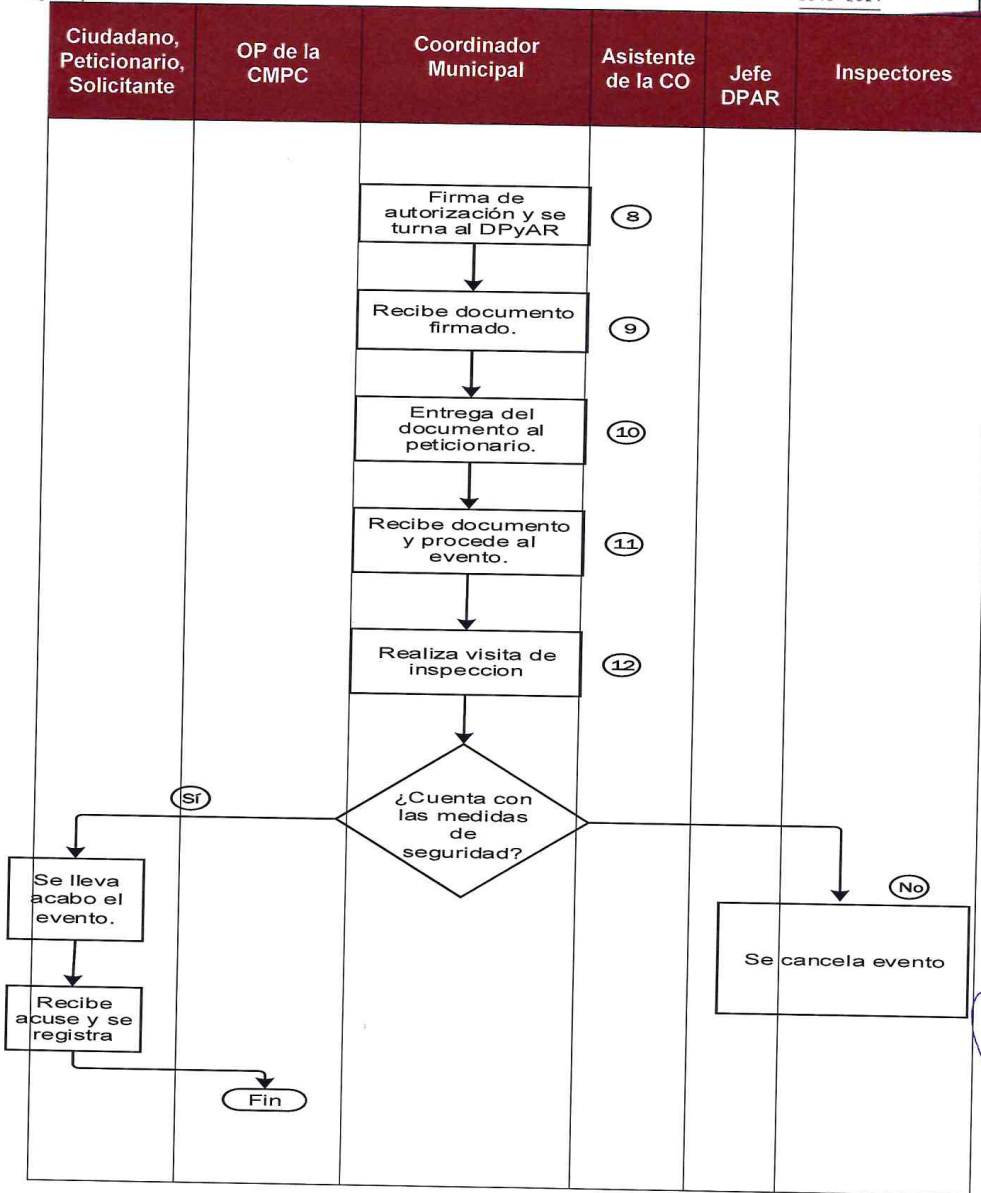 Ciudadano,
Peticionario,
Solicitante
OP de la
CMPC
Coordinador
Municipal
Asistente
de la CO
Jefe
DPAR
Inspectores
Firma de
autorización y se
turna al DPyAR
8
Recibe documento
firmado.
9
Entrega del
documento al
peticionario.
10
Recibe documento
y procede al
evento.
11
Realiza visita de
inspeccion
12
¿Cuenta con
las medidas
de
seguridad?
Sí
No
Se lleva
acabo el
evento.
Se cancela evento
Recibe
acuse y se
registra
Fin